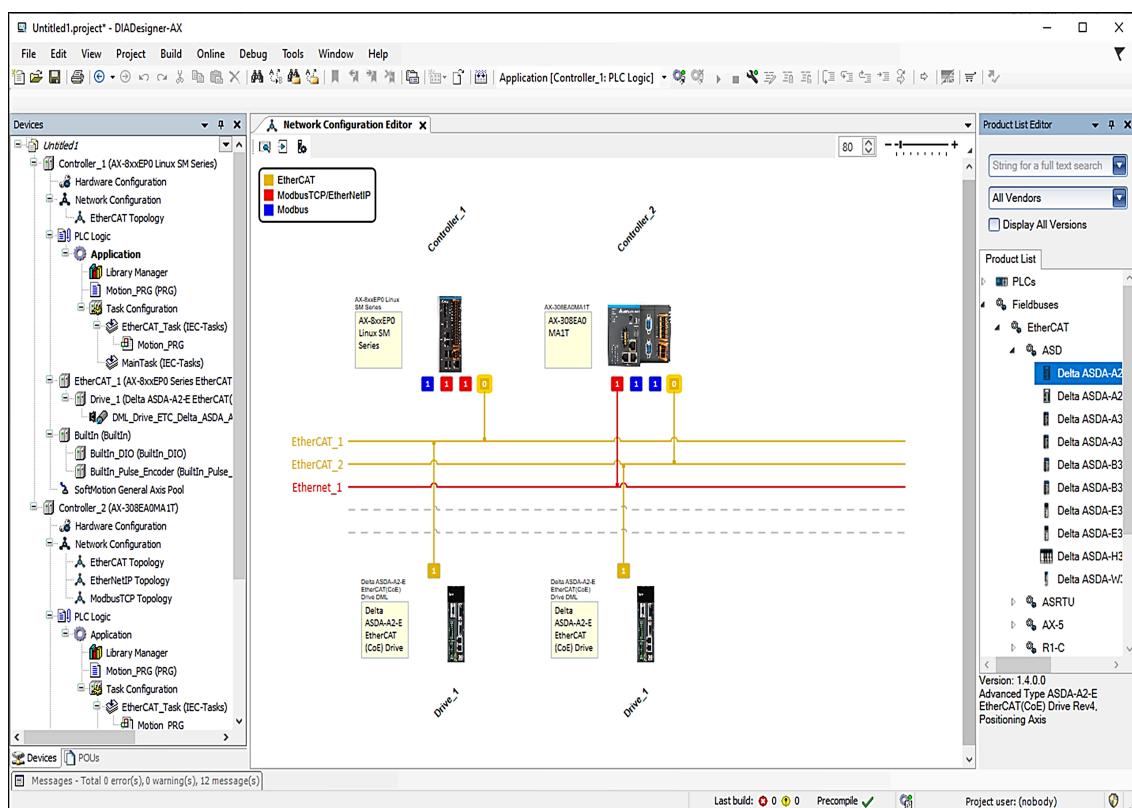 Untitled1.project* - DIADesigner-AX
File Edit View Project Build Online Debug Tools Window Help
Application [Controller_1: PLC Logic]
Devices
Untitled1
Controller_1 (AX-8xxEP0 Linux SM Series)
Hardware Configuration
Network Configuration
EtherCAT Topology
PLC Logic
Application
Library Manager
Motion_PRG (PRG)
Task Configuration
EtherCAT_Task (IEC-Tasks)
Motion_PRG
MainTask (IEC-Tasks)
EtherCAT_1 (AX-8xxEP0 Series EtherCAT
Drive_1 (Delta ASDA-A2-E EtherCAT(
DML_Drive_ETC_Delta_ASDA_A
BuiltIn (BuiltIn)
BuiltIn_DIO (BuiltIn_DIO)
BuiltIn_Pulse_Encoder (BuiltIn_Pulse_
SoftMotion General Axis Pool
Controller_2 (AX-308EA0MA1T)
Hardware Configuration
Network Configuration
EtherCAT Topology
EtherNetIP Topology
ModbusTCP Topology
PLC Logic
Application
Library Manager
Motion_PRG (PRG)
Task Configuration
EtherCAT_Task (IEC-Tasks)
Motion_PRG
Devices POUs
Network Configuration Editor
80
EtherCAT
ModbusTCP/EtherNetIP
Modbus
Controller_1
Controller_2
AX-8xxEP0 Linux
SM Series
AX-8xxEP0
Linux SM
Series
AX-308EA0MA1T
AX-308EA0
MA1T
1 1 1 0
1 1 1 0
EtherCAT_1
EtherCAT_2
Ethernet_1
1
1
Delta ASDA-A2-E
EtherCAT(CoE)
Drive DML
Delta
ASDA-A2-E
EtherCAT
(CoE) Drive
Delta ASDA-A2-E
EtherCAT(CoE)
Drive DML
Delta
ASDA-A2-E
EtherCAT
(CoE) Drive
Drive_1
Drive_1
Product List Editor
String for a full text search
All Vendors
Display All Versions
Product List
PLCs
Fieldbuses
EtherCAT
ASD
Delta ASDA-A2
Delta ASDA-A2
Delta ASDA-A3
Delta ASDA-A3
Delta ASDA-B3
Delta ASDA-B3
Delta ASDA-E3
Delta ASDA-E3
Delta ASDA-H3
Delta ASDA-W3
ASRTU
AX-5
R1-C
Version: 1.4.0.0
Advanced Type ASDA-A2-E
EtherCAT(CoE) Drive Rev4,
Positioning Axis
Messages - Total 0 error(s), 0 warning(s), 12 message(s)
Last build: 0 0 Precompile Project user: (nobody)